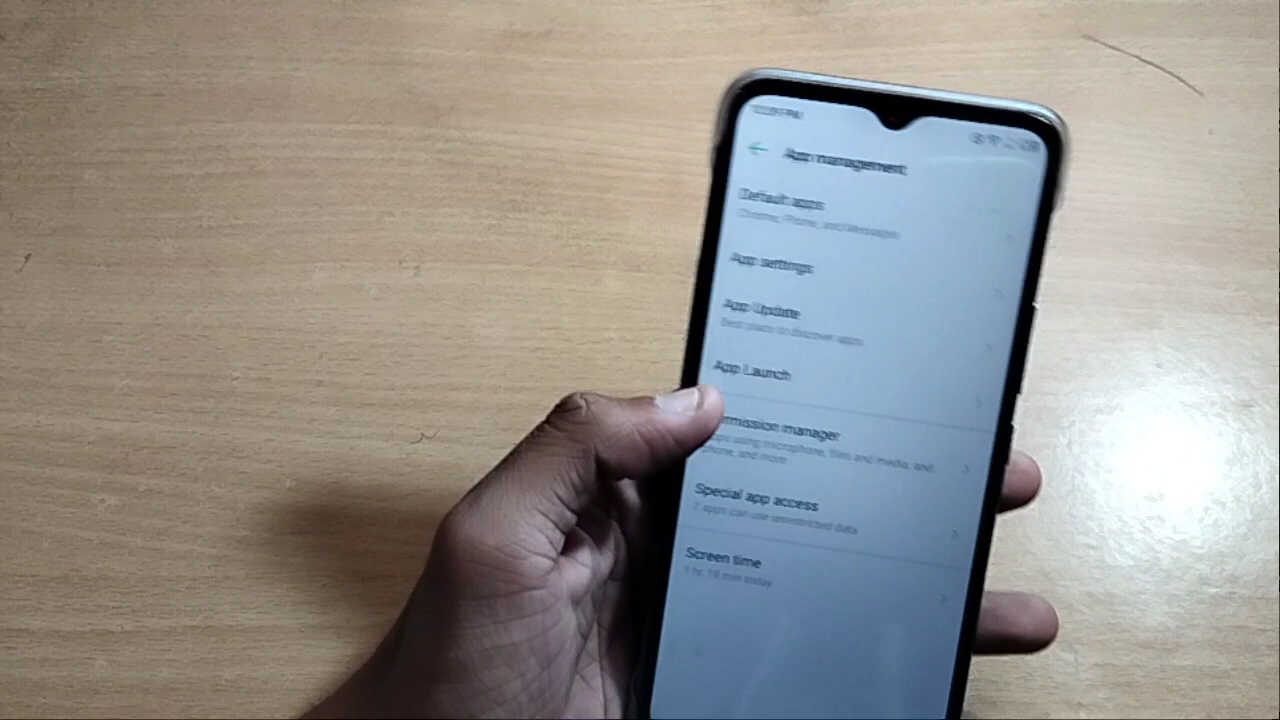 App management
Default apps
Chrome, Phone, and Messages
App settings
App Update
Best place to discover apps
App Launch
rmission manager
apps using microphone, files and media, and
phone, and more
Special app access
7 apps can use unrestricted data
Screen time
1 hr, 18 min today